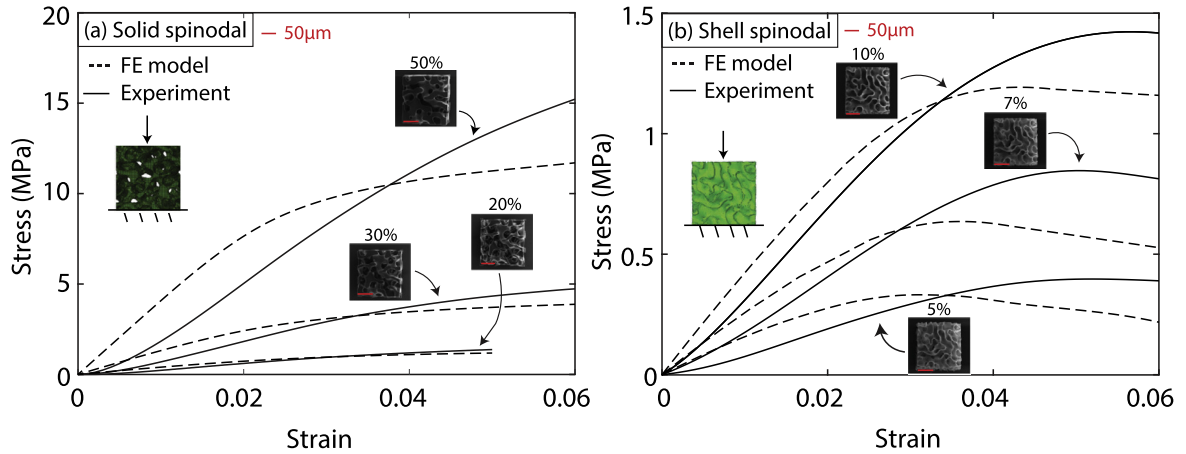 (a) Solid spinodal — 50μm
FE model
Experiment
50%
30%
20%
Stress (MPa)
20
15
10
5
0
0 0.02 0.04 0.06
Strain
(b) Shell spinodal — 50μm
FE model
Experiment
10%
7%
5%
Stress (MPa)
1.5
1
0.5
0
0 0.02 0.04 0.06
Strain